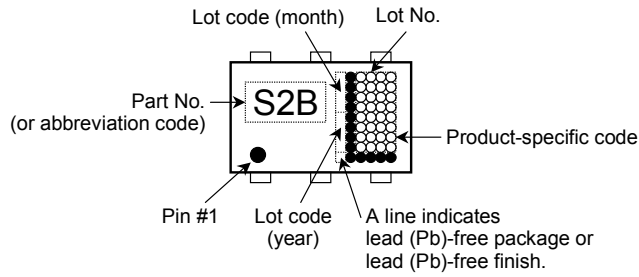 Lot code (month)
Lot No.
Part No.
(or abbreviation code)
S2B
Product-specific code
Pin #1
Lot code
(year)
A line indicates
lead (Pb)-free package or
lead (Pb)-free finish.